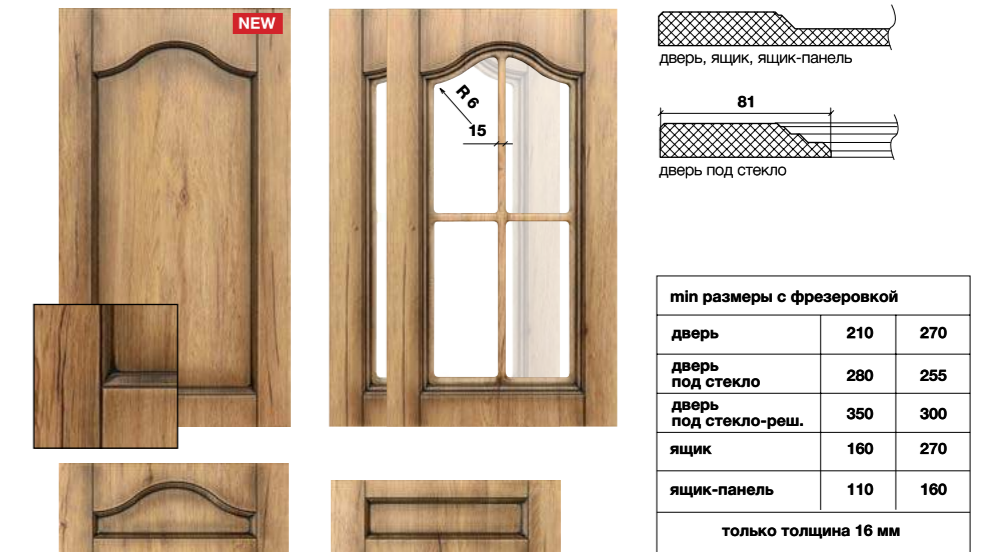 NEW
R 6
15
дверь, ящик, ящик-панель
81
дверь под стекло
min размеры с фрезеровкой
дверь 210 270
дверь
под стекло 280 255
дверь
под стекло-реш. 350 300
ящик 160 270
ящик-панель 110 160
только толщина 16 мм